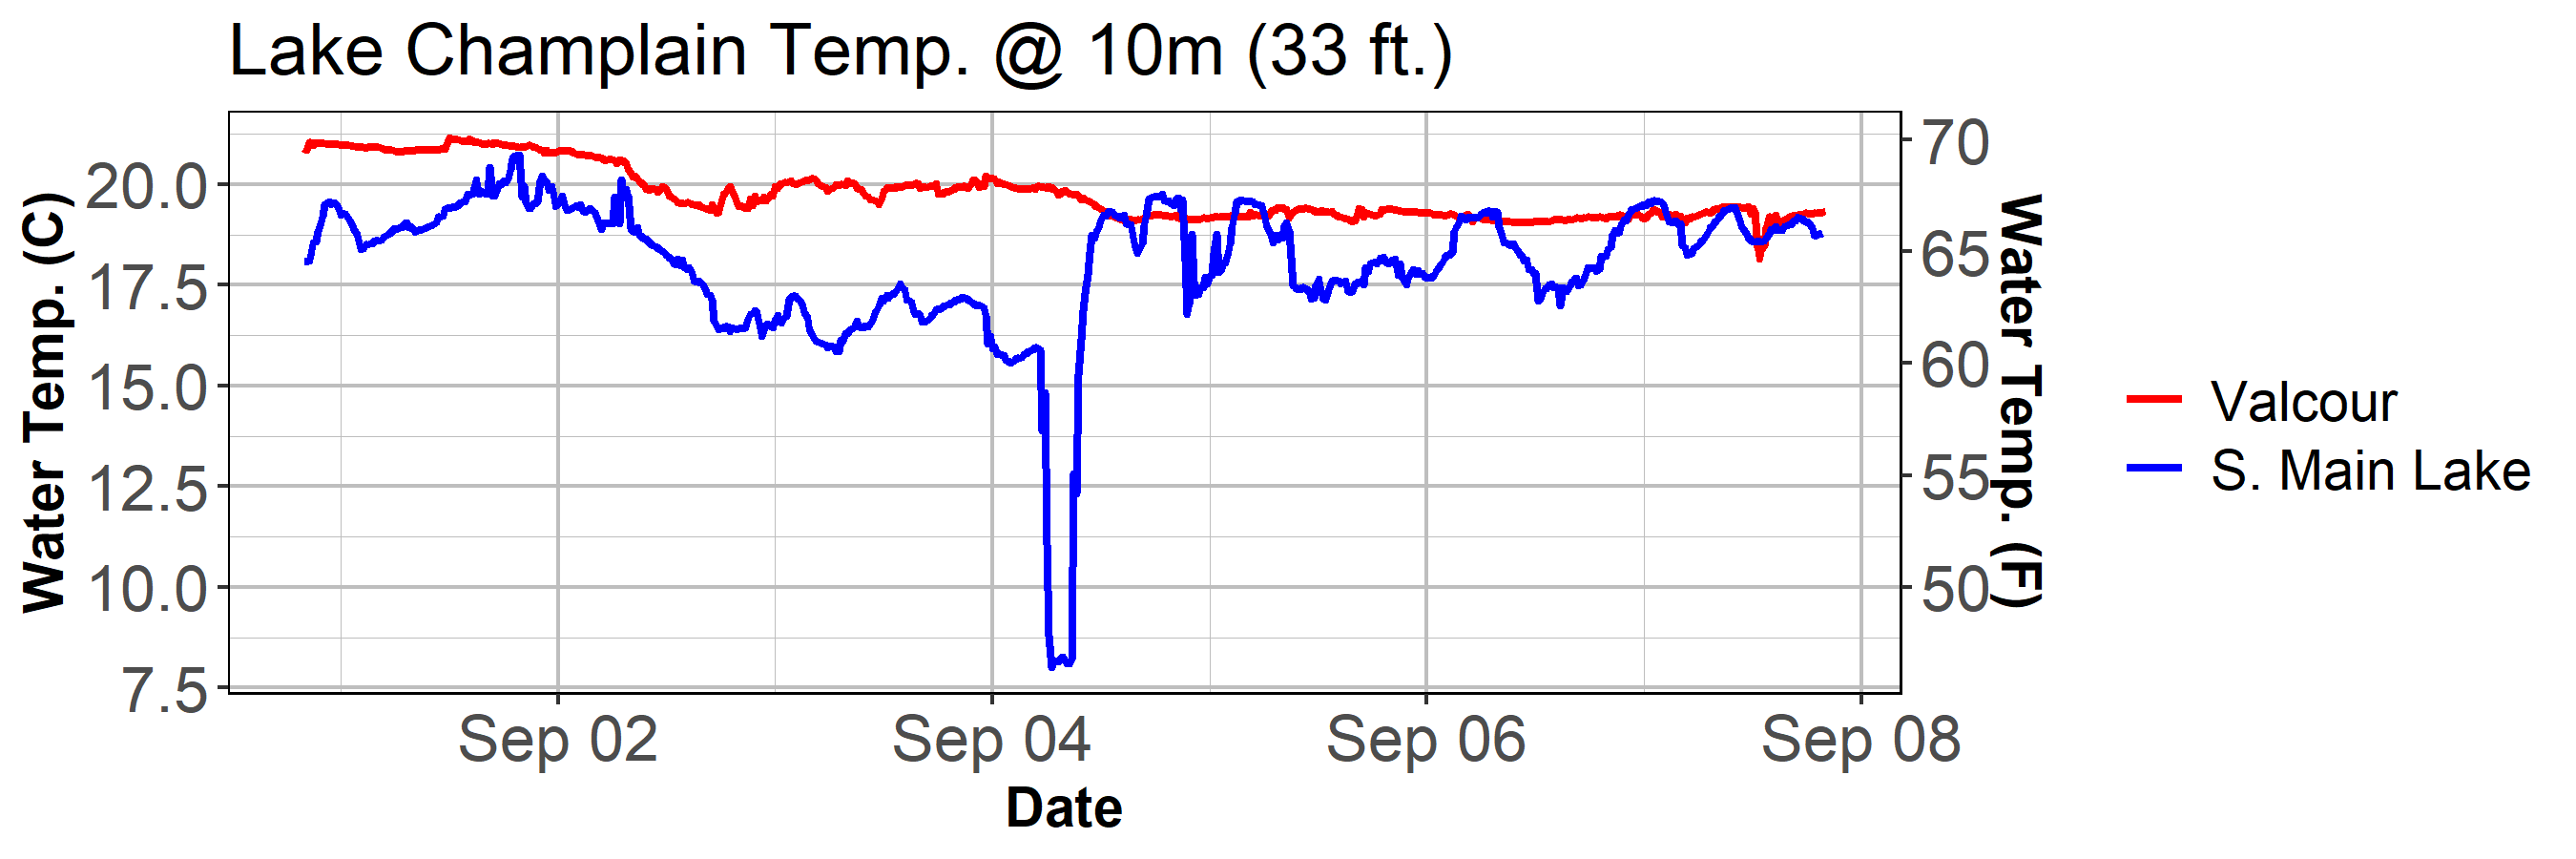 Lake Champlain Temp. @ 10m (33 ft.)
Water Temp. (C)
20.0
17.5
15.0
12.5
10.0
7.5
70
65
60
55
50
Water Temp. (F)
Sep 02
Sep 04
Sep 06
Sep 08
Date
Valcour
S. Main Lake